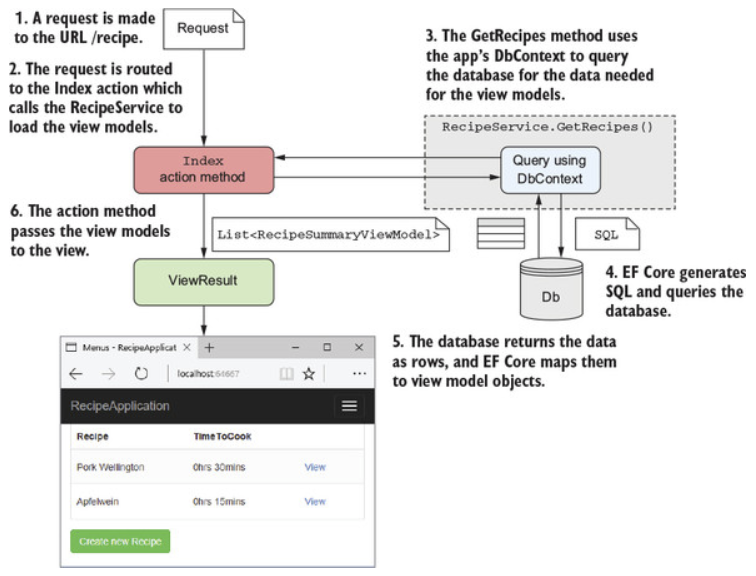 1. A request is made
to the URL /recipe.
Request
2. The request is routed
to the Index action which
calls the RecipeService to
load the view models.
3. The GetRecipes method uses
the app's DbContext to query
the database for the data needed
for the view models.
RecipeService.GetRecipes()
Index
action method
Query using
DbContext
6. The action method
passes the view models
to the view.
List<RecipeSummaryViewModel>
SQL
ViewResult
Db
4. EF Core generates
SQL and queries the
database.
5. The database returns the data
as rows, and EF Core maps them
to view model objects.
Menus - RecipeApplicat
localhost:64667
RecipeApplication
Recipe TimeToCook
Pork Wellington 0hrs 30mins View
Apfelwein 0hrs 15mins View
Create new Recipe